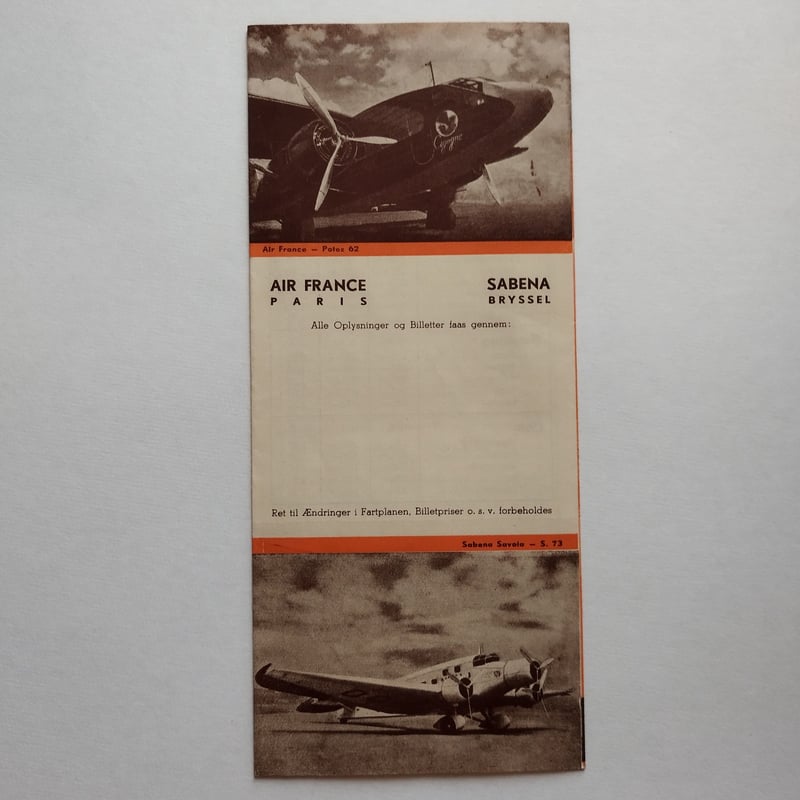 Cigogne
Air France — Potez 62
AIR FRANCE
PARIS
SABENA
BRYSSEL
Alle Oplysninger og Billetter faas gennem:
Ret til Ændringer i Fartplanen, Billetpriser o. s. v. forbeholdes
Sabena Savoia — S. 73